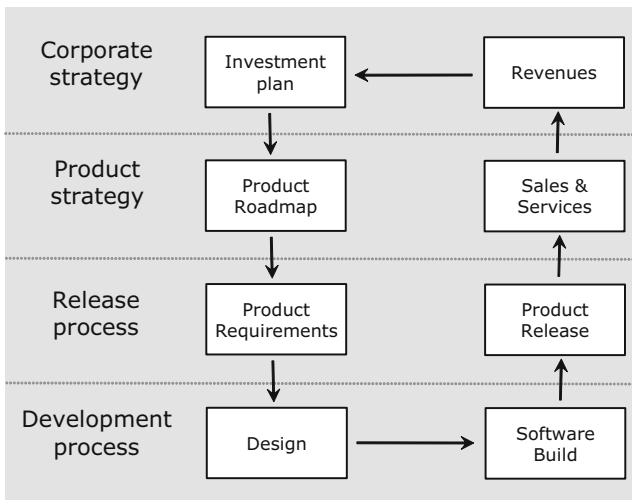 Corporate
strategy
Investment
plan
Revenues
Product
strategy
Product
Roadmap
Sales &
Services
Release
process
Product
Requirements
Product
Release
Development
process
Design
Software
Build